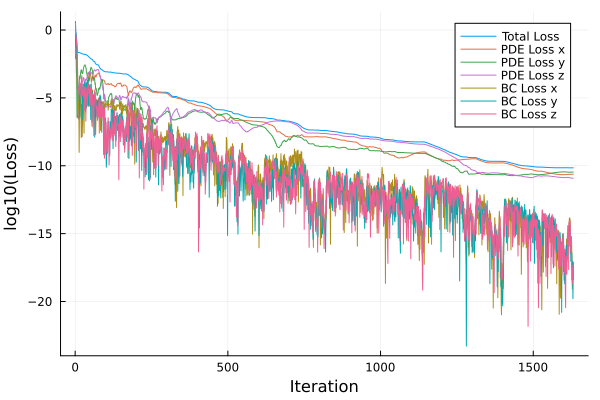 Total Loss
PDE Loss x
PDE Loss y
PDE Loss z
BC Loss x
BC Loss y
BC Loss z
0
−5
−10
−15
−20
log10(Loss)
0 500 1000 1500
Iteration